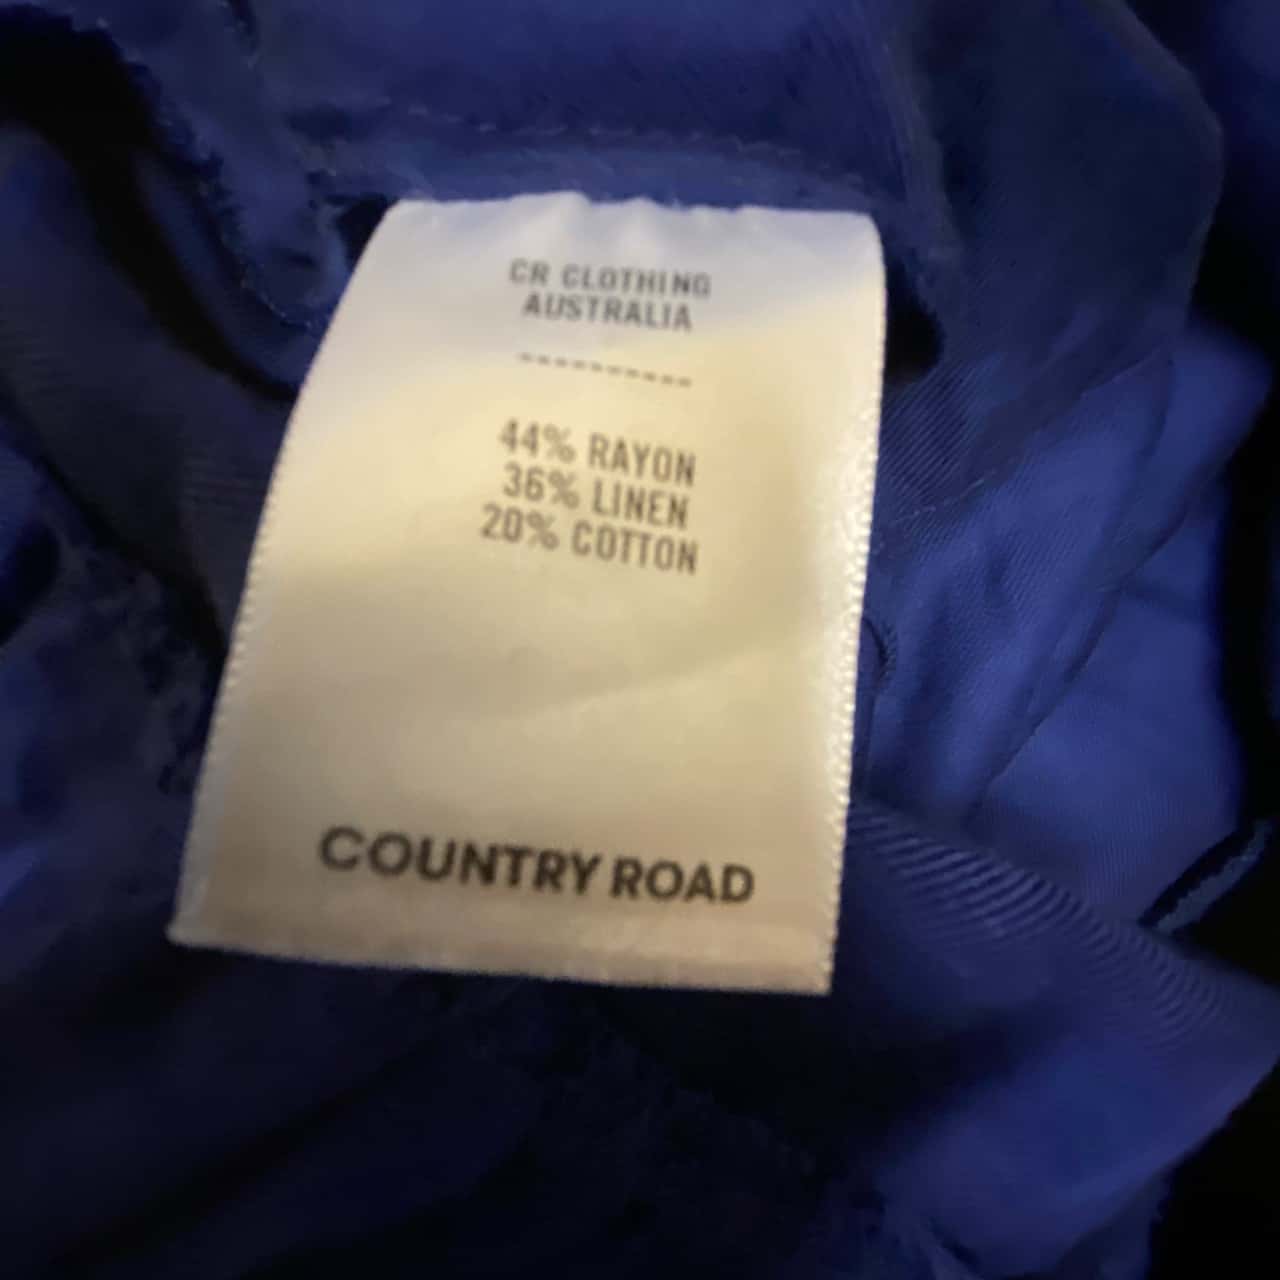 CR CLOTHING
AUSTRALIA
----------
44% RAYON
36% LINEN
20% COTTON
COUNTRY ROAD